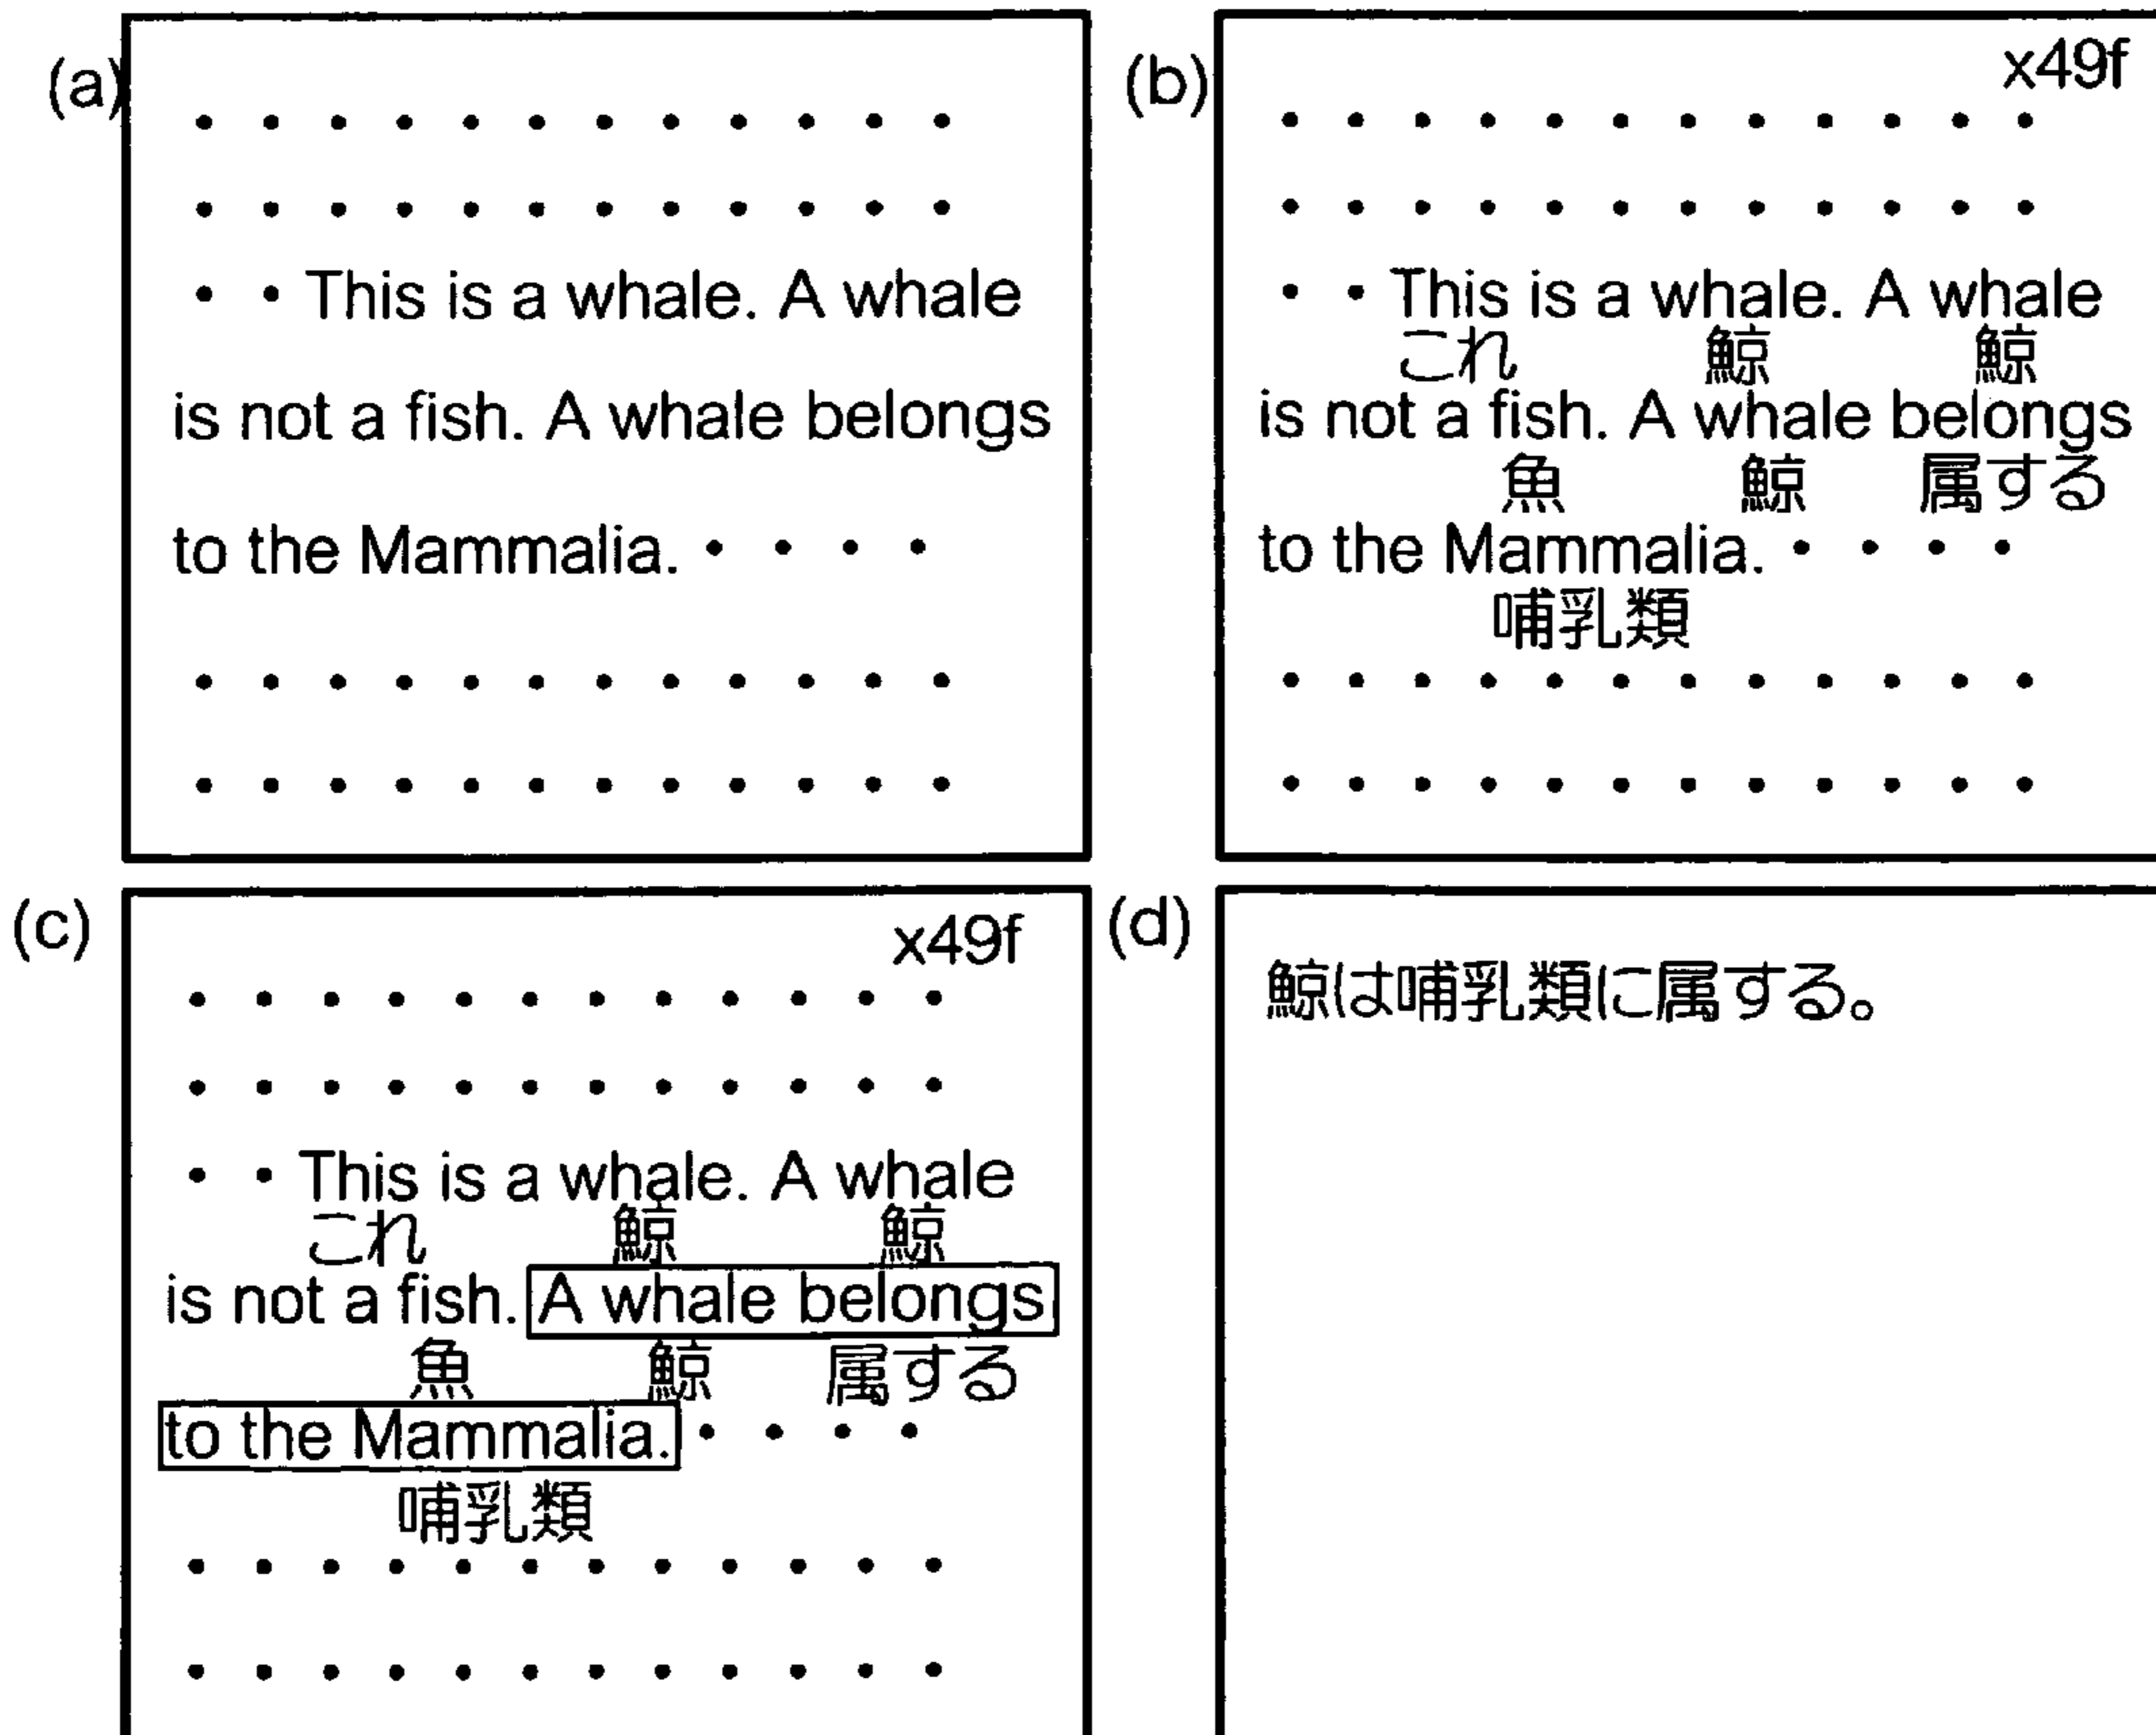 (a)
• • • • • • • • • • • •
• • • • • • • • • • • •
• • This is a whale. A whale
is not a fish. A whale belongs
to the Mammalia. • • • •
• • • • • • • • • • • •
• • • • • • • • • • • •
(b)
x49f
• • • • • • • • • • • •
• • • • • • • • • • • •
• • This is a whale. A whale
これ 鯨 鯨
is not a fish. A whale belongs
魚 鯨 属する
to the Mammalia. • • • •
哺乳類
• • • • • • • • • • • •
• • • • • • • • • • • •
(c)
x49f
• • • • • • • • • • • •
• • • • • • • • • • • •
• • This is a whale. A whale
これ 鯨 鯨
is not a fish. A whale belongs
魚 鯨 属する
to the Mammalia. • • • •
哺乳類
• • • • • • • • • • • •
• • • • • • • • • • • •
(d)
鯨は哺乳類に属する。